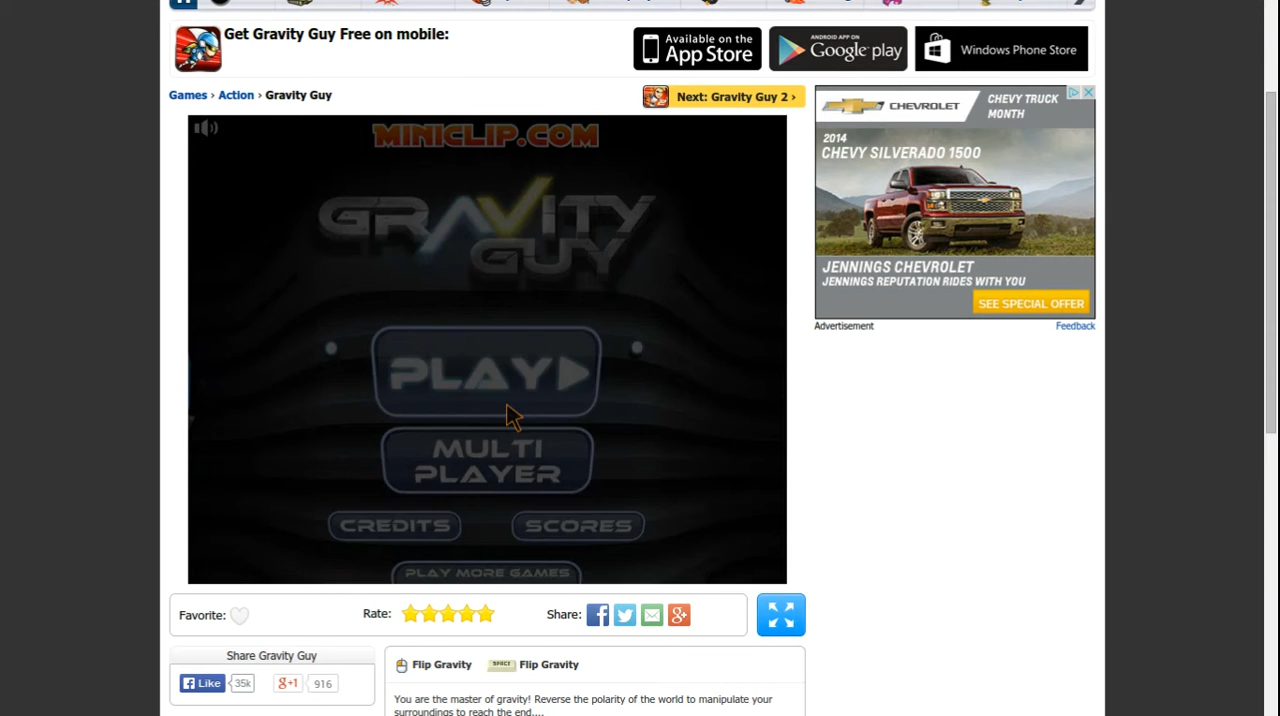 Get Gravity Guy Free on mobile:
Available on the
App Store
ANDROID APP ON
Google play
Windows Phone Store
Games › Action › Gravity Guy
Next: Gravity Guy 2 ›
MINICLIP.COM
GRAVITY
GUY
PLAY
MULTI
PLAYER
CREDITS
SCORES
PLAY MORE GAMES
CHEVROLET
CHEVY TRUCK
MONTH
2014
CHEVY SILVERADO 1500
JENNINGS CHEVROLET
JENNINGS REPUTATION RIDES WITH YOU
SEE SPECIAL OFFER
Advertisement
Feedback
Favorite:
Rate:
Share:
Share Gravity Guy
Like
35k
g+1
916
Flip Gravity
SPACE
Flip Gravity
You are the master of gravity! Reverse the polarity of the world to manipulate your
surroundings to reach the end....